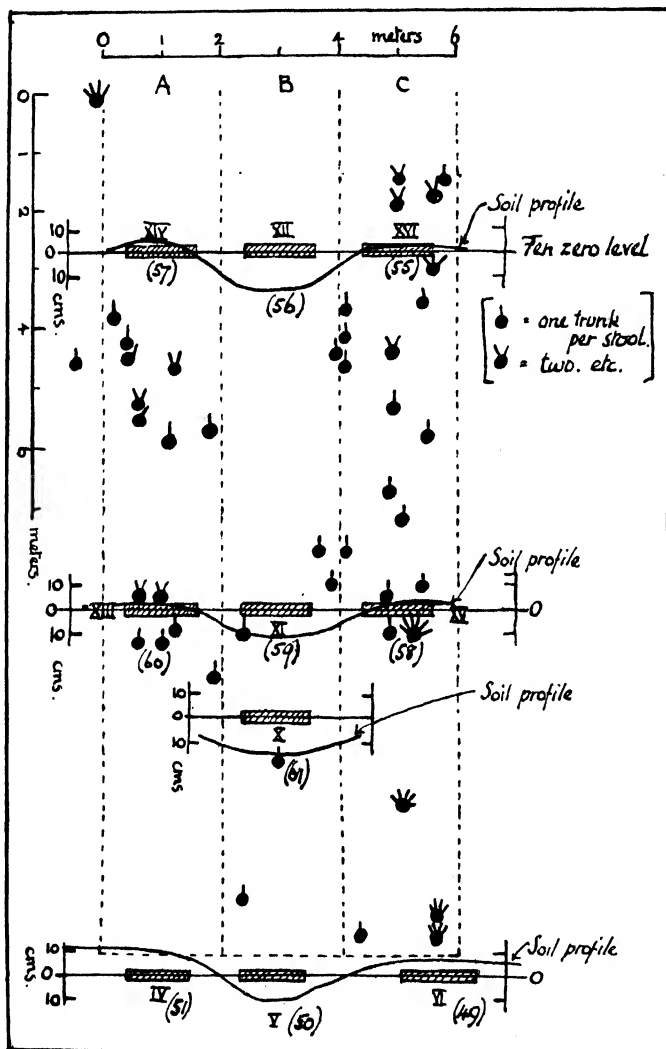 0 1 2 4 meters 6
A B C
0
1
2
4
6
meters.
10 XIV XII XVI Soil profile
0 Fen zero level
10 (57) (56) (55)
cms.
= one trunk
per stool.
= two. etc.
Soil profile
10
XIII 0 XV 0
10 XI
cms. (60) (59) (58)
10
0 Soil profile
10 X
cms (61)
cms. 10 Soil profile
0 0
10 IV (51) V (50) VI (49)